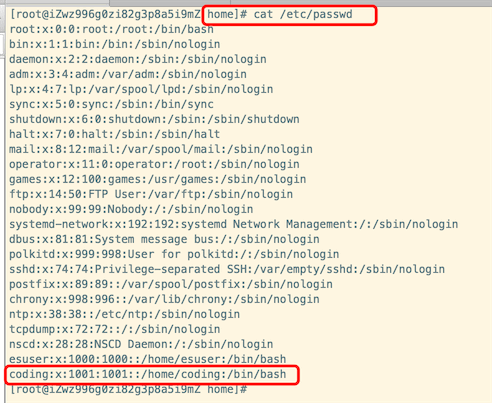 [root@iZwz996g0zi82g3p8a5i9mZ home]# cat /etc/passwd
root:x:0:0:root:/root:/bin/bash
bin:x:1:1:bin:/bin:/sbin/nologin
daemon:x:2:2:daemon:/sbin:/sbin/nologin
adm:x:3:4:adm:/var/adm:/sbin/nologin
lp:x:4:7:lp:/var/spool/lpd:/sbin/nologin
sync:x:5:0:sync:/sbin:/bin/sync
shutdown:x:6:0:shutdown:/sbin:/sbin/shutdown
halt:x:7:0:halt:/sbin:/sbin/halt
mail:x:8:12:mail:/var/spool/mail:/sbin/nologin
operator:x:11:0:operator:/root:/sbin/nologin
games:x:12:100:games:/usr/games:/sbin/nologin
ftp:x:14:50:FTP User:/var/ftp:/sbin/nologin
nobody:x:99:99:Nobody:/:/sbin/nologin
systemd-network:x:192:192:systemd Network Management:/:/sbin/nologin
dbus:x:81:81:System message bus:/:/sbin/nologin
polkitd:x:999:998:User for polkitd:/:/sbin/nologin
sshd:x:74:74:Privilege-separated SSH:/var/empty/sshd:/sbin/nologin
postfix:x:89:89::/var/spool/postfix:/sbin/nologin
chrony:x:998:996::/var/lib/chrony:/sbin/nologin
ntp:x:38:38::/etc/ntp:/sbin/nologin
tcpdump:x:72:72::/:/sbin/nologin
nscd:x:28:28:NSCD Daemon:/:/sbin/nologin
esuser:x:1000:1000::/home/esuser:/bin/bash
coding:x:1001:1001::/home/coding:/bin/bash
[root@iZwz996g0zi82g3p8a5i9mZ home]#